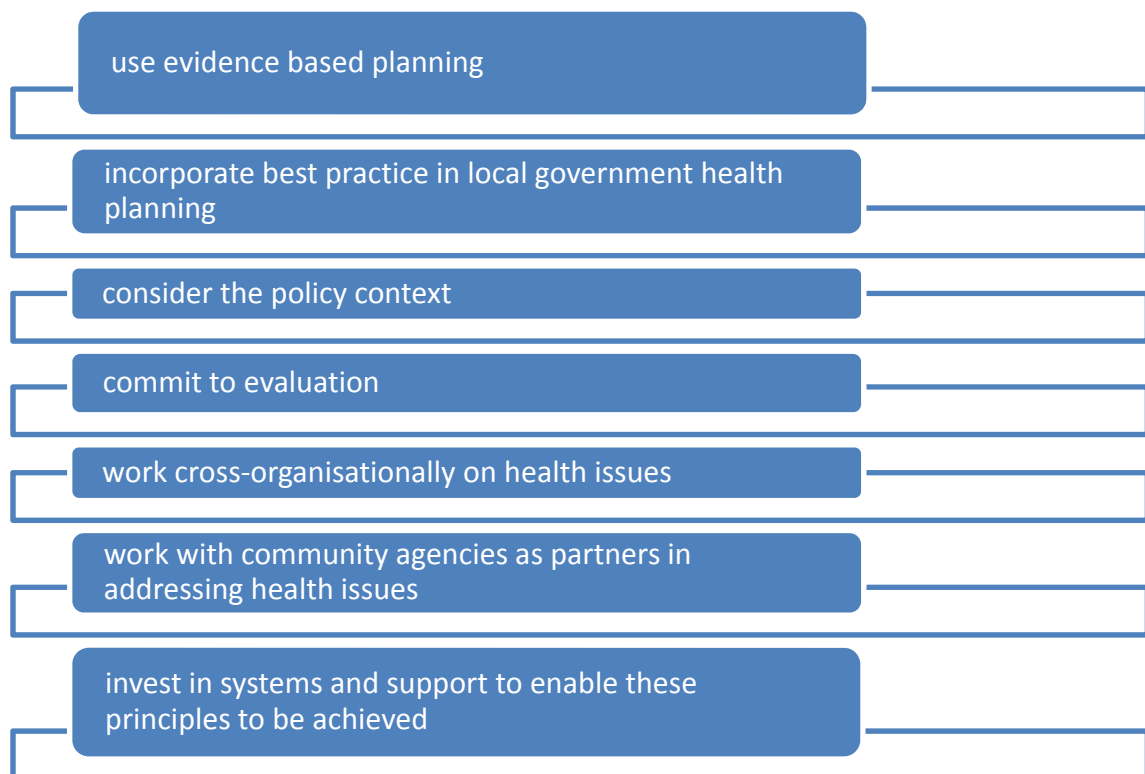 use evidence based planning
incorporate best practice in local government health
planning
consider the policy context
commit to evaluation
work cross-organisationally on health issues
work with community agencies as partners in
addressing health issues
invest in systems and support to enable these
principles to be achieved